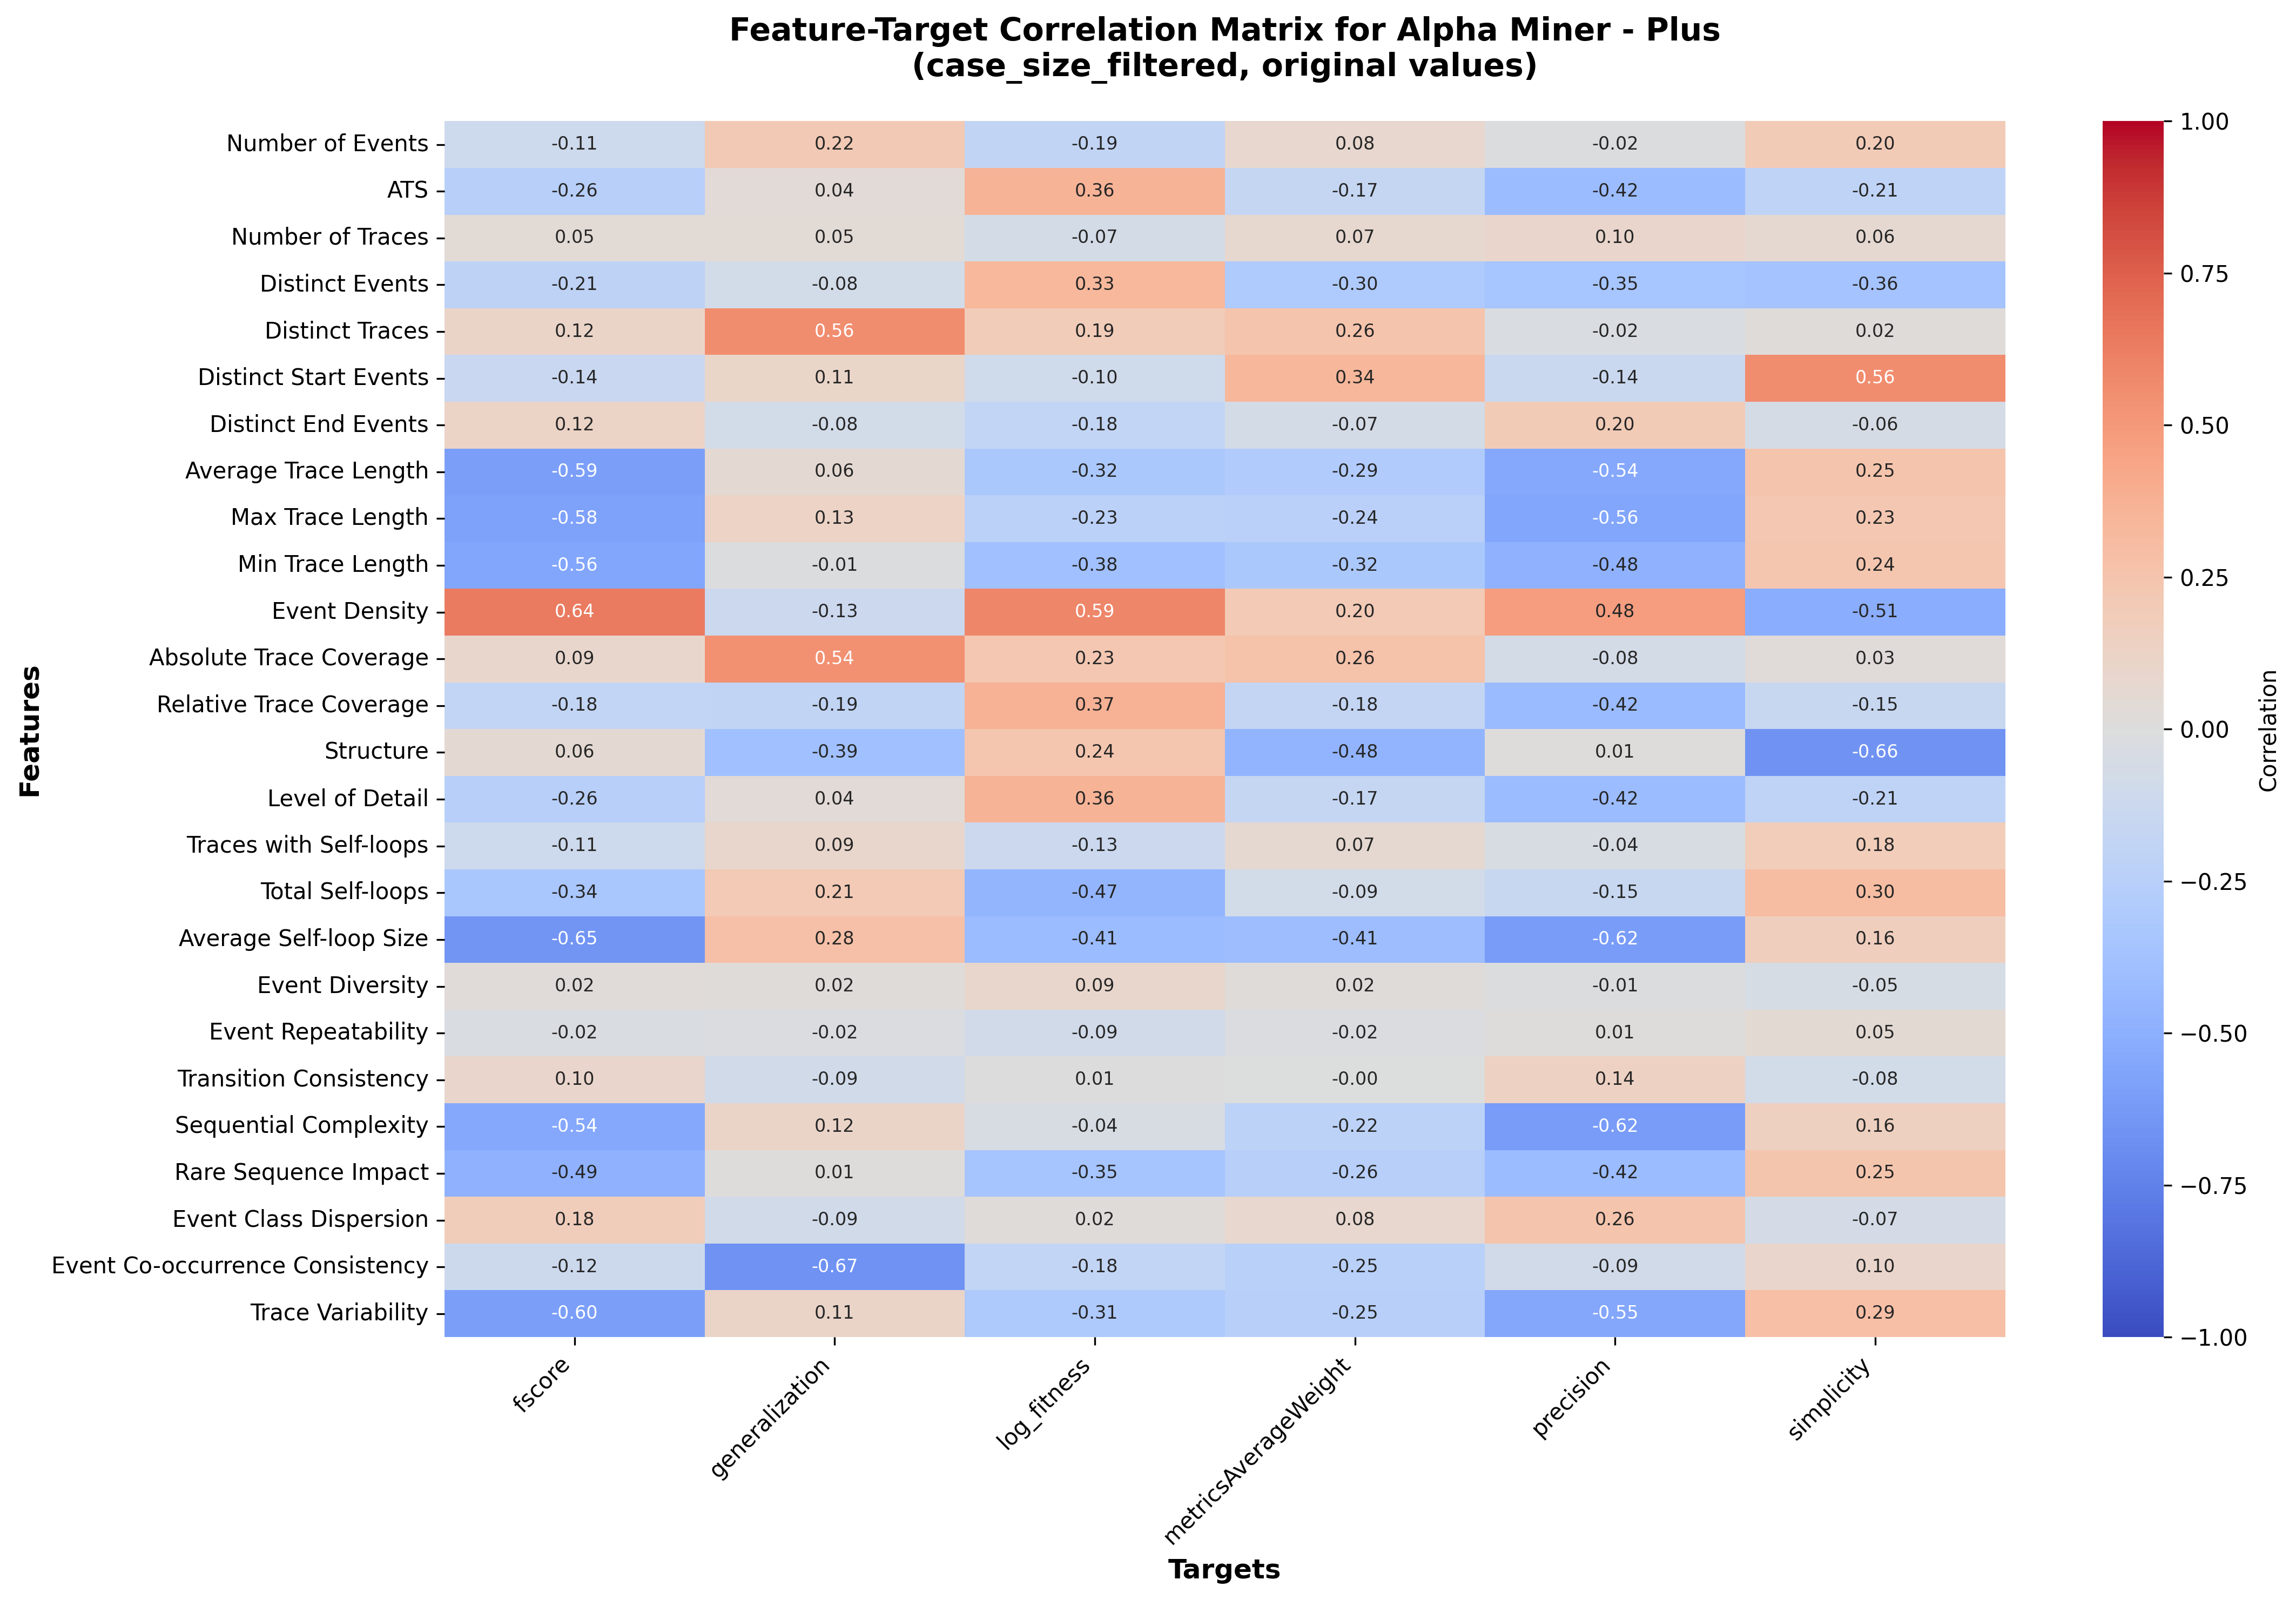 Feature-Target Correlation Matrix for Alpha Miner - Plus
(case_size_filtered, original values)
Features
Number of Events -0.11 0.22 -0.19 0.08 -0.02 0.20
ATS -0.26 0.04 0.36 -0.17 -0.42 -0.21
Number of Traces 0.05 0.05 -0.07 0.07 0.10 0.06
Distinct Events -0.21 -0.08 0.33 -0.30 -0.35 -0.36
Distinct Traces 0.12 0.56 0.19 0.26 -0.02 0.02
Distinct Start Events -0.14 0.11 -0.10 0.34 -0.14 0.56
Distinct End Events 0.12 -0.08 -0.18 -0.07 0.20 -0.06
Average Trace Length -0.59 0.06 -0.32 -0.29 -0.54 0.25
Max Trace Length -0.58 0.13 -0.23 -0.24 -0.56 0.23
Min Trace Length -0.56 -0.01 -0.38 -0.32 -0.48 0.24
Event Density 0.64 -0.13 0.59 0.20 0.48 -0.51
Absolute Trace Coverage 0.09 0.54 0.23 0.26 -0.08 0.03
Relative Trace Coverage -0.18 -0.19 0.37 -0.18 -0.42 -0.15
Structure 0.06 -0.39 0.24 -0.48 0.01 -0.66
Level of Detail -0.26 0.04 0.36 -0.17 -0.42 -0.21
Traces with Self-loops -0.11 0.09 -0.13 0.07 -0.04 0.18
Total Self-loops -0.34 0.21 -0.47 -0.09 -0.15 0.30
Average Self-loop Size -0.65 0.28 -0.41 -0.41 -0.62 0.16
Event Diversity 0.02 0.02 0.09 0.02 -0.01 -0.05
Event Repeatability -0.02 -0.02 -0.09 -0.02 0.01 0.05
Transition Consistency 0.10 -0.09 0.01 -0.00 0.14 -0.08
Sequential Complexity -0.54 0.12 -0.04 -0.22 -0.62 0.16
Rare Sequence Impact -0.49 0.01 -0.35 -0.26 -0.42 0.25
Event Class Dispersion 0.18 -0.09 0.02 0.08 0.26 -0.07
Event Co-occurrence Consistency -0.12 -0.67 -0.18 -0.25 -0.09 0.10
Trace Variability -0.60 0.11 -0.31 -0.25 -0.55 0.29
fscore generalization log_fitness metricsAverageWeight precision simplicity
Targets
1.00
0.75
0.50
0.25
0.00
−0.25
−0.50
−0.75
−1.00
Correlation